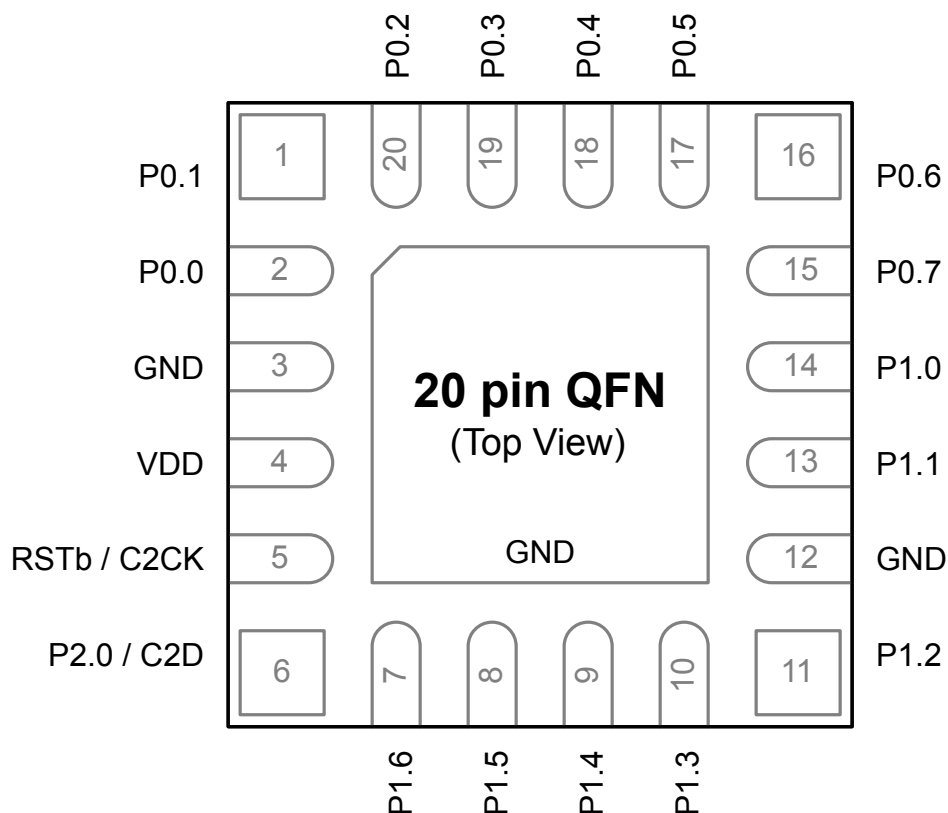 P0.2
P0.3
P0.4
P0.5
1
20
19
18
17
16
P0.1
P0.6
P0.0
2
15
P0.7
GND
3
14
P1.0
20 pin QFN
(Top View)
VDD
4
13
P1.1
RSTb / C2CK
5
GND
12
GND
P2.0 / C2D
6
7
8
9
10
11
P1.2
P1.6
P1.5
P1.4
P1.3